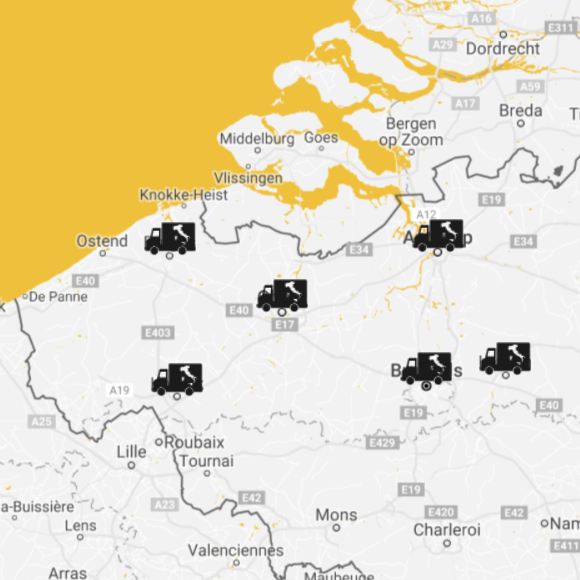 A16
E311
A29
Dordrecht
A59
A17
Breda
Bergen
op Zoom
Middelburg
Goes
Vlissingen
Knokke-Heist
E19
A12
Ostend
E34
E34
E40
De Panne
E40
E17
E403
A19
E40
E19
A25
Roubaix
E429
Lille
Tournai
E19
E42
A23
E420
E42
a-Buissière
Mons
Nam
Lens
Charleroi
E411
Valenciennes
Arras
Maubeuge